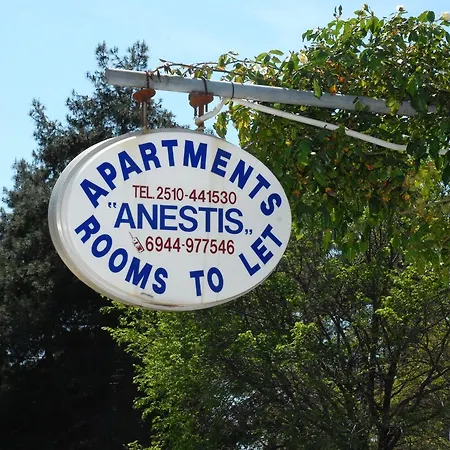 APARTMENTS
TEL.2510-441530
"ANESTIS"
6944-977546
ROOMS TO LET